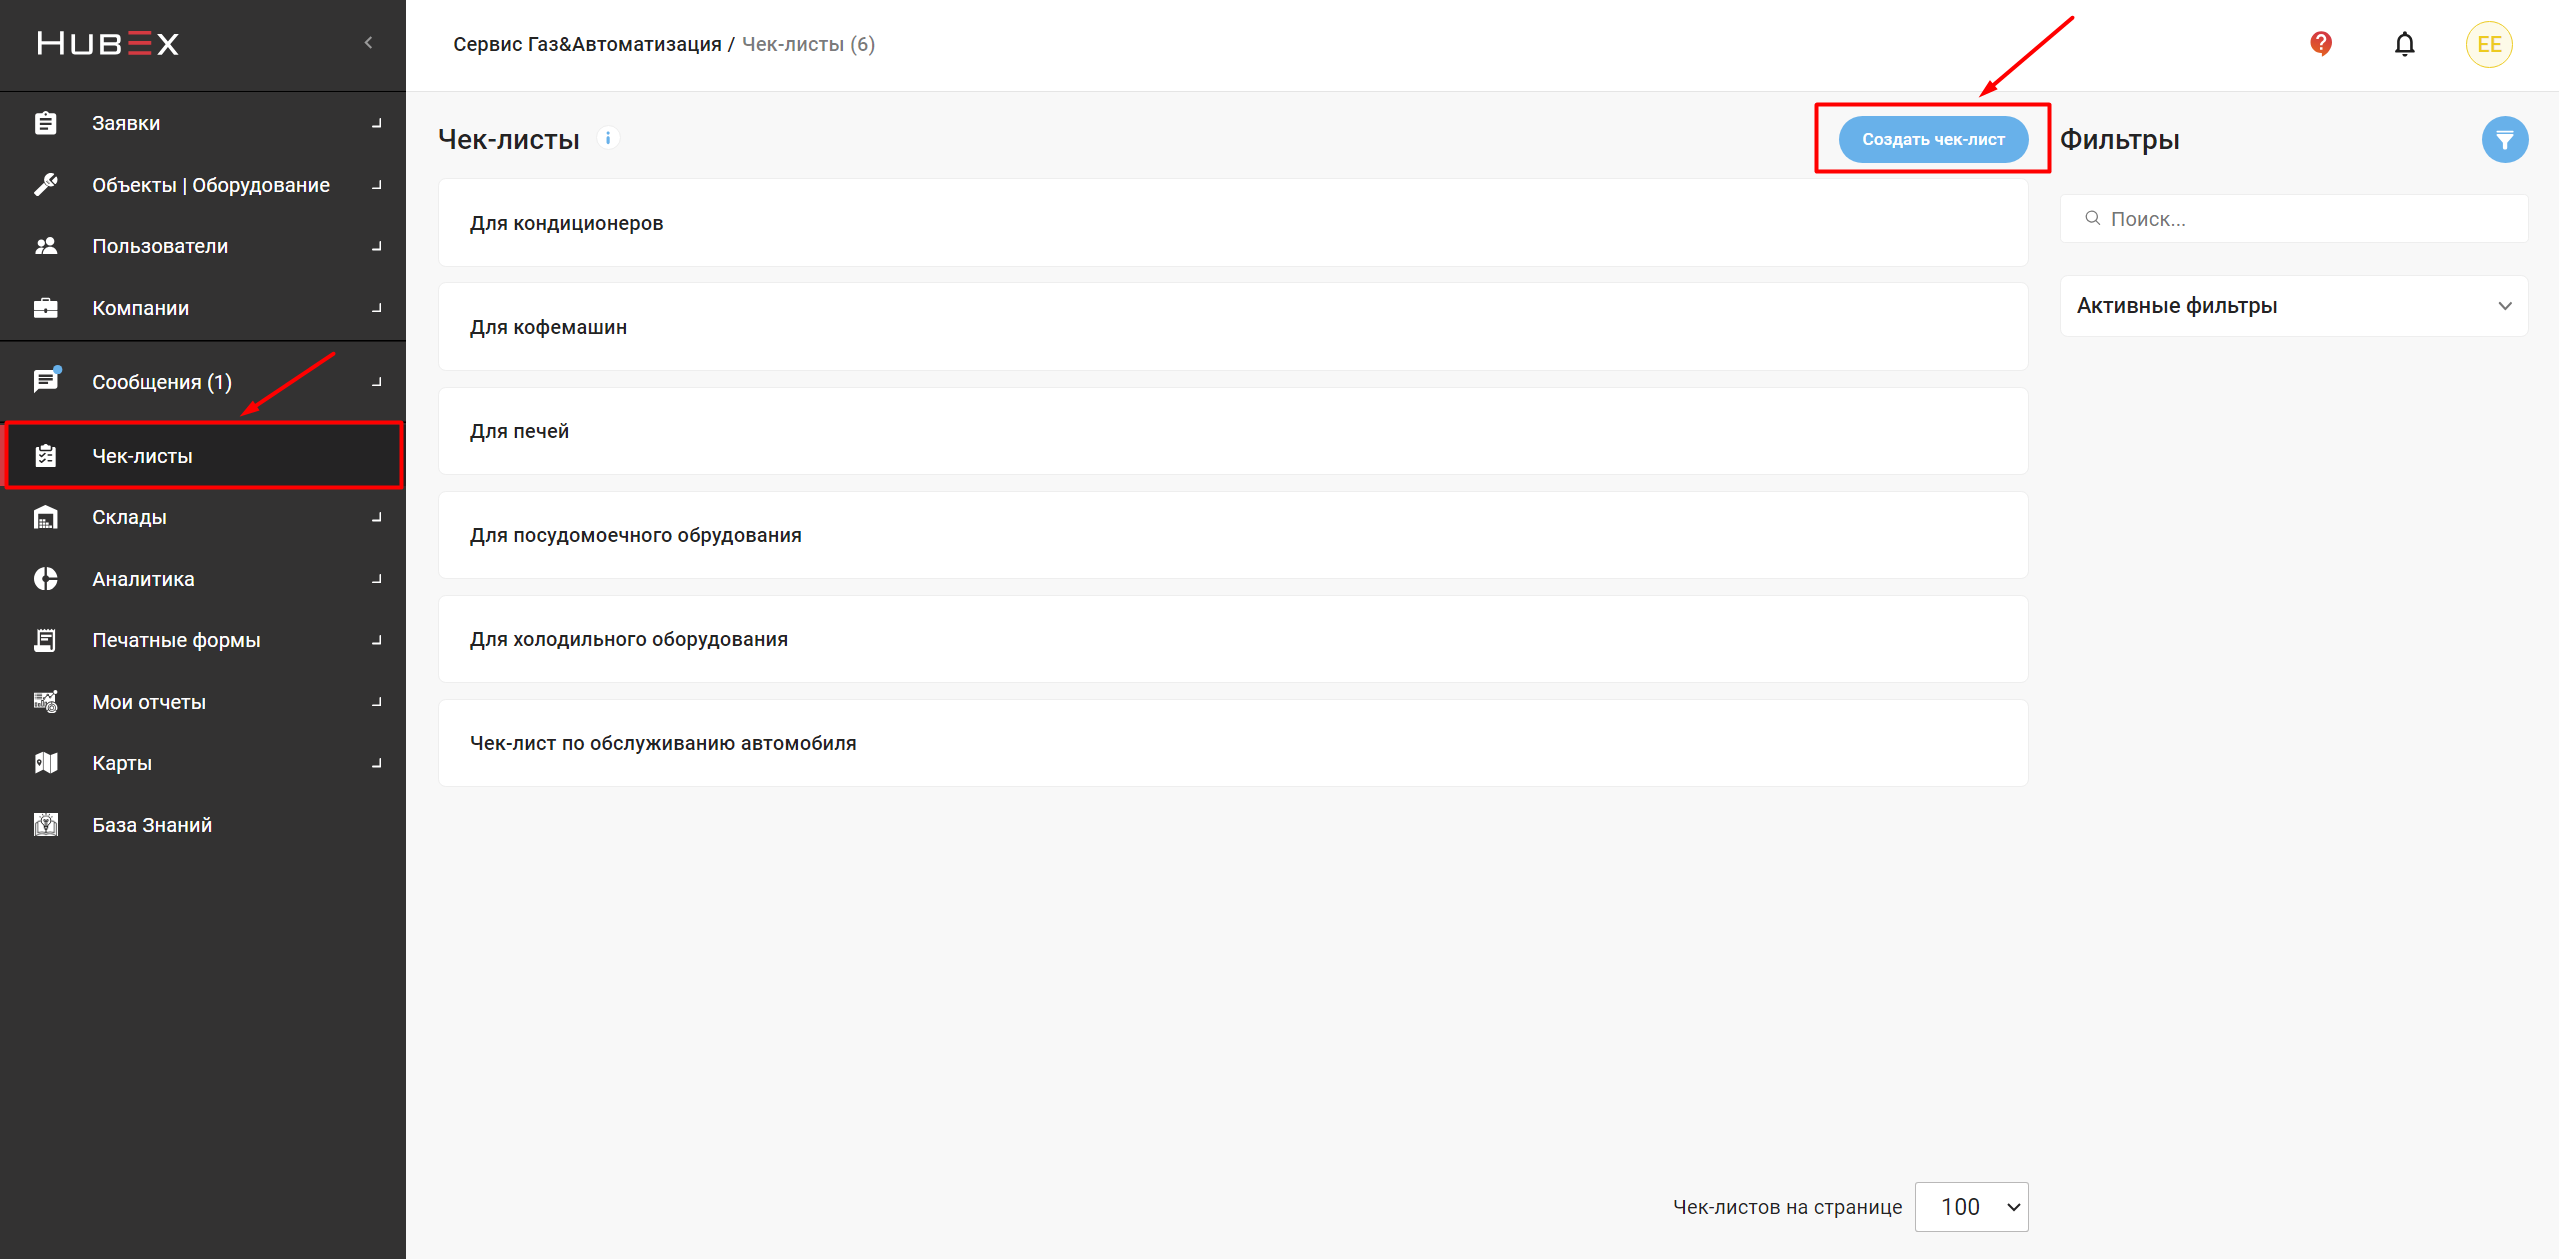 HUBEX
Сервис Газ&Автоматизация / Чек-листы (6)
EE
Заявки
Объекты | Оборудование
Пользователи
Компании
Сообщения (1)
Чек-листы
Склады
Аналитика
Печатные формы
Мои отчеты
Карты
База Знаний
Чек-листы
Создать чек-лист
Для кондиционеров
Для кофемашин
Для печей
Для посудомоечного обрудования
Для холодильного оборудования
Чек-лист по обслуживанию автомобиля
Чек-листов на странице 100
Фильтры
Поиск...
Активные фильтры